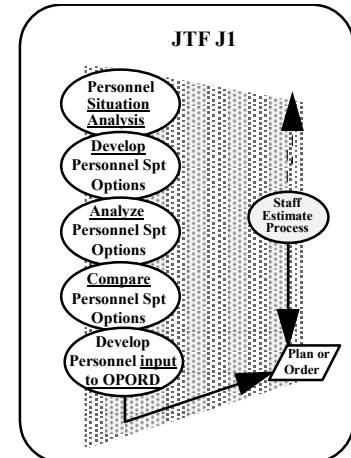 JTF J1
Personnel
Situation
Analysis
Develop
Personnel Spt
Options
Analyze
Personnel Spt
Options
Compare
Personnel Spt
Options
Develop
Personnel input
to OPORD
Staff
Estimate
Process
Plan or
Order